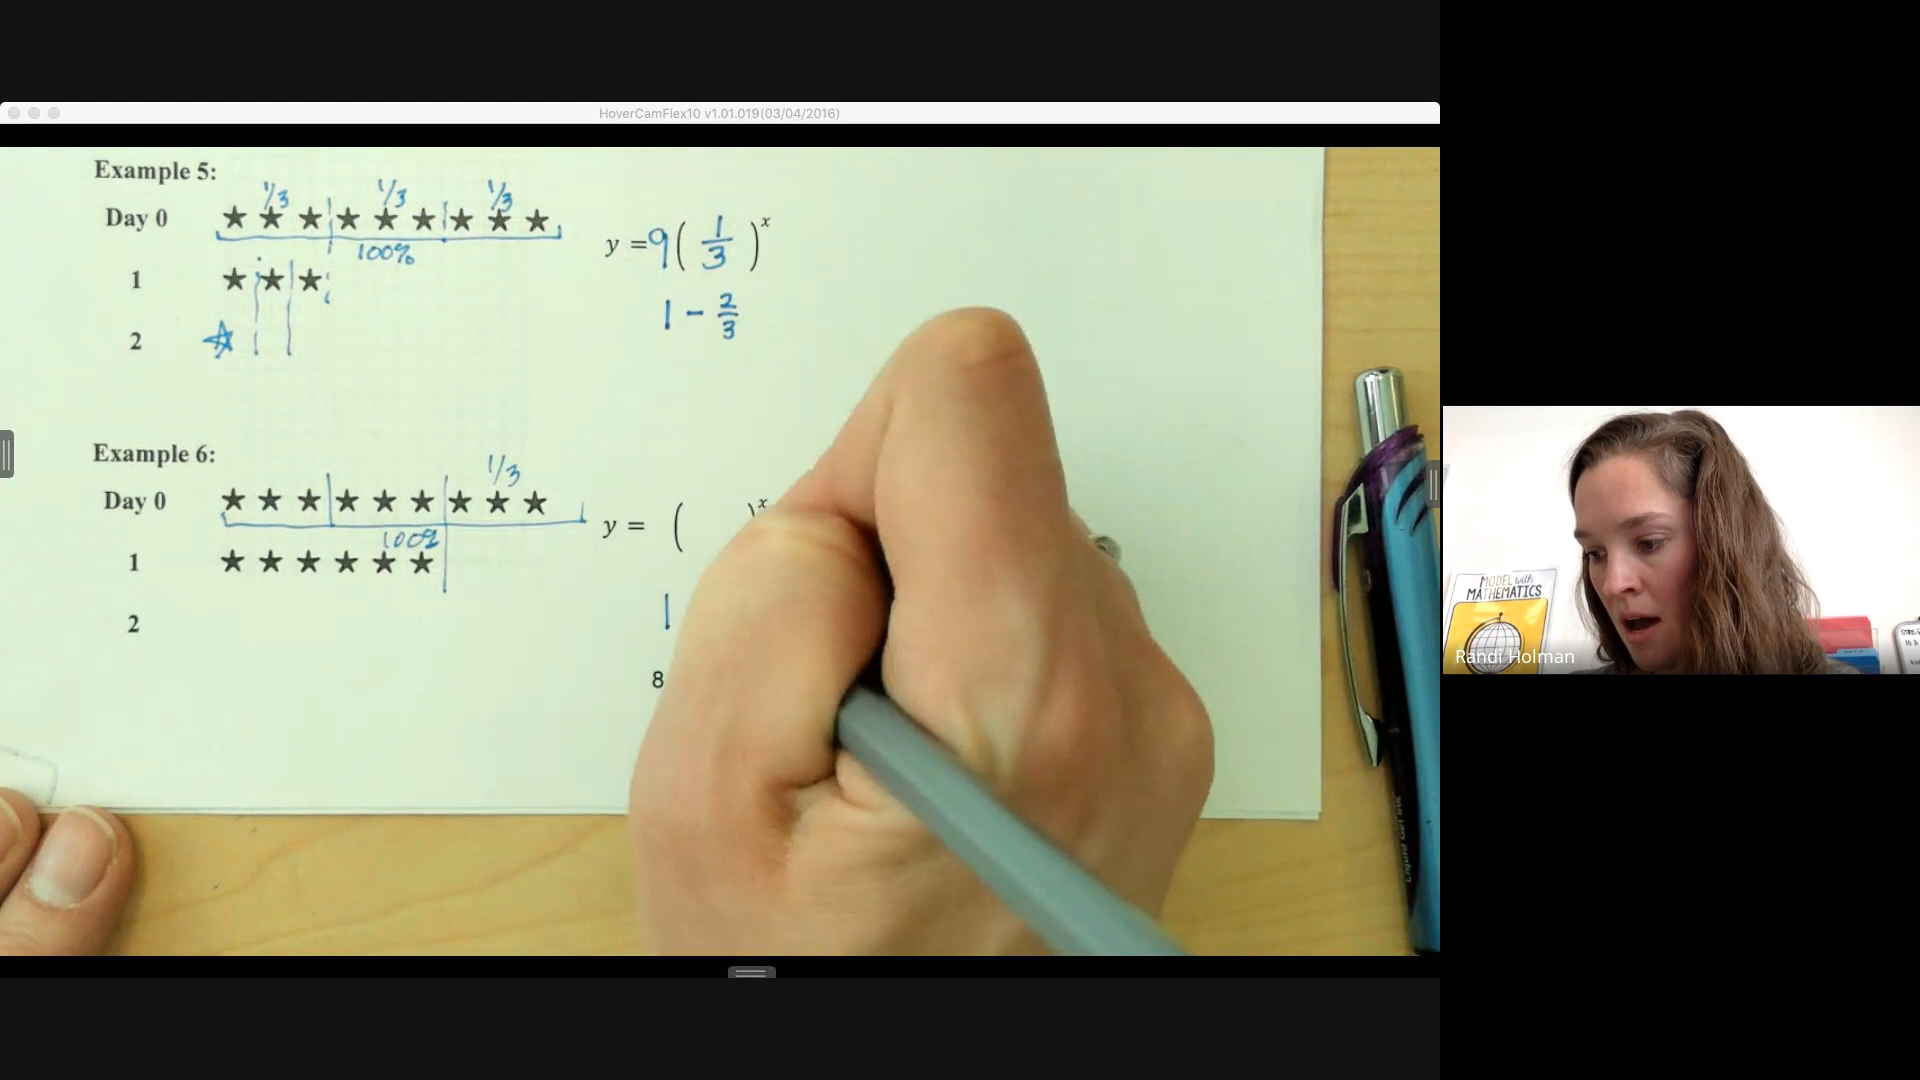 HoverCamFlex10 v1.01.019(03/04/2016)
Example 5:
1/3 1/3 1/3
Day 0 ★ ★ ★ ★ ★ ★ ★ ★ ★
100%
y = 9 ( 1/3 )^x
1 ★ ★ ★
1 - 2/3
2 ☆
Example 6:
1/3
Day 0 ★ ★ ★ ★ ★ ★ ★ ★ ★
100%
y = ( )^x
1 ★ ★ ★ ★ ★ ★
1
2
8
MODEL with
MATHEMATICS
Randi Holman